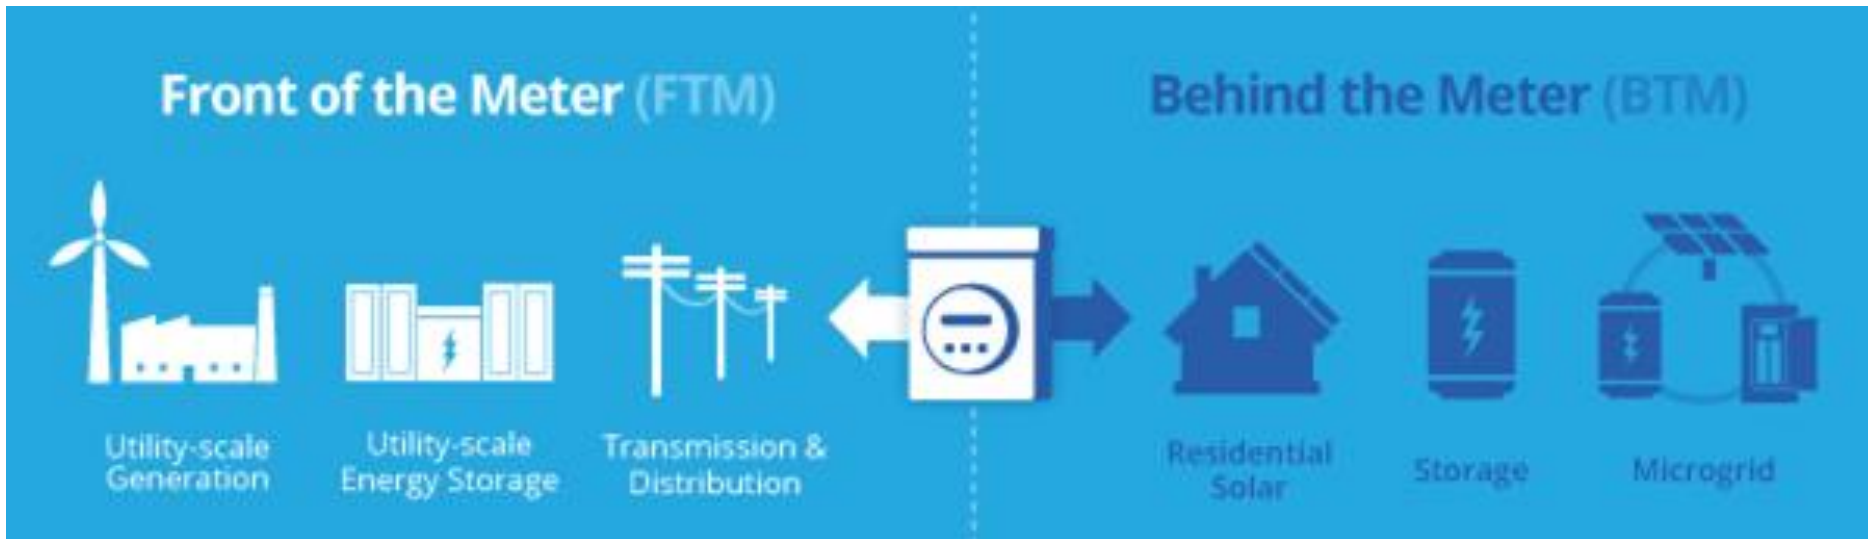 Front of the Meter (FTM)
Utility-scale
Generation
Utility-scale
Energy Storage
Transmission &
Distribution
Behind the Meter (BTM)
Residential
Solar
Storage
Microgrid